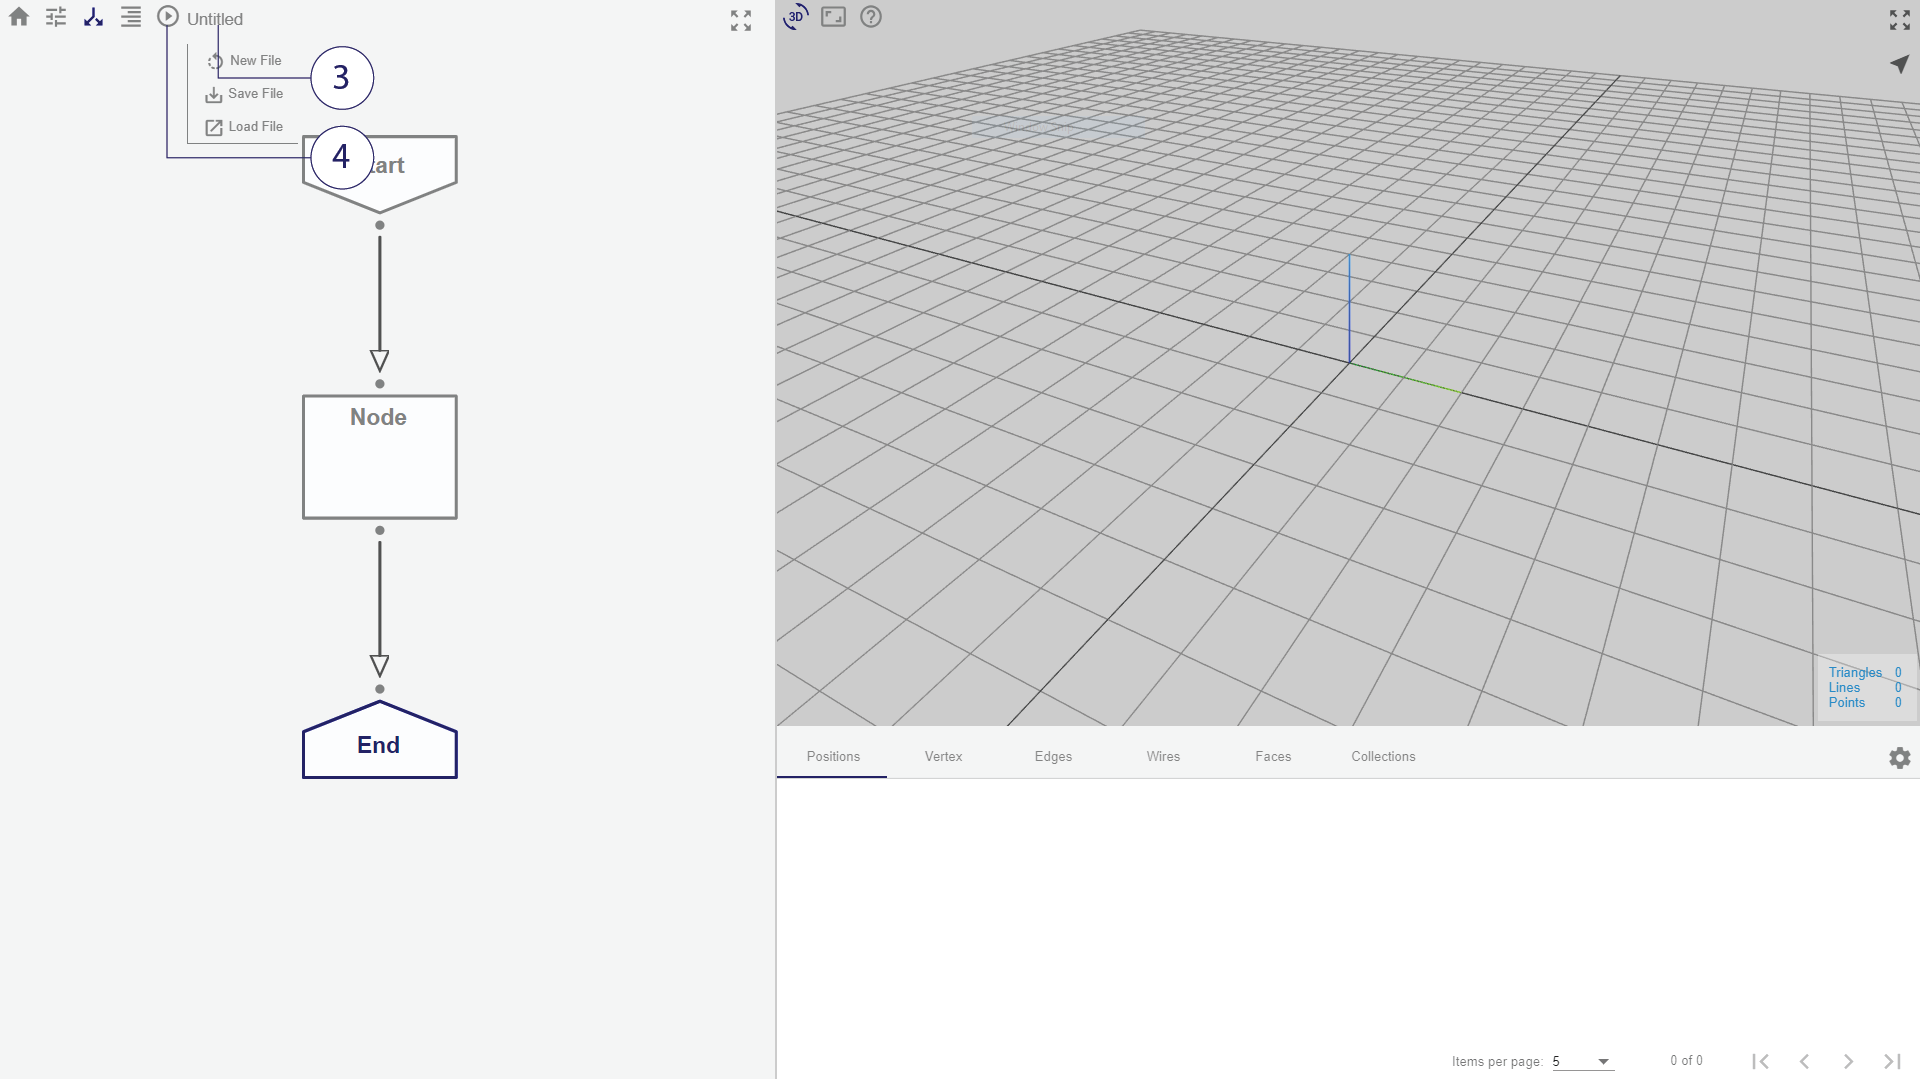 Untitled
New File
3
Save File
Load File
4
tart
Node
End
3D
?
Triangles 0
Lines 0
Points 0
Positions Vertex Edges Wires Faces Collections
Items per page: 5 0 of 0